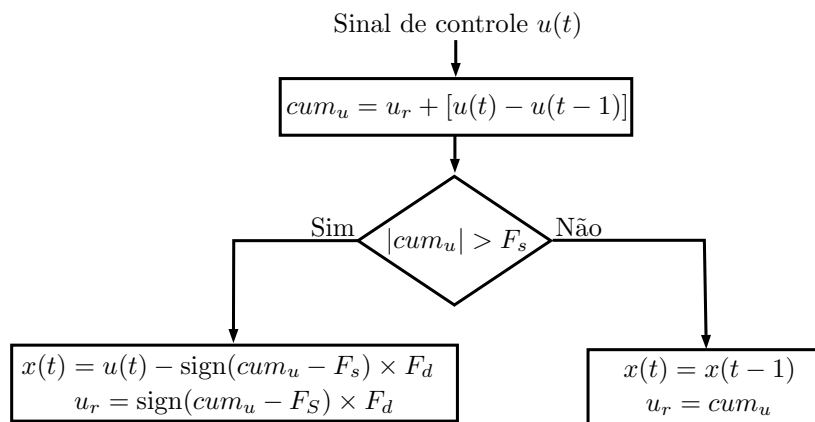 Sinal de controle u(t)
cum_u = u_r + [u(t) − u(t − 1)]
Sim
|cum_u| > F_s
Não
x(t) = u(t) − sign(cum_u − F_s) × F_d
u_r = sign(cum_u − F_S) × F_d
x(t) = x(t − 1)
u_r = cum_u